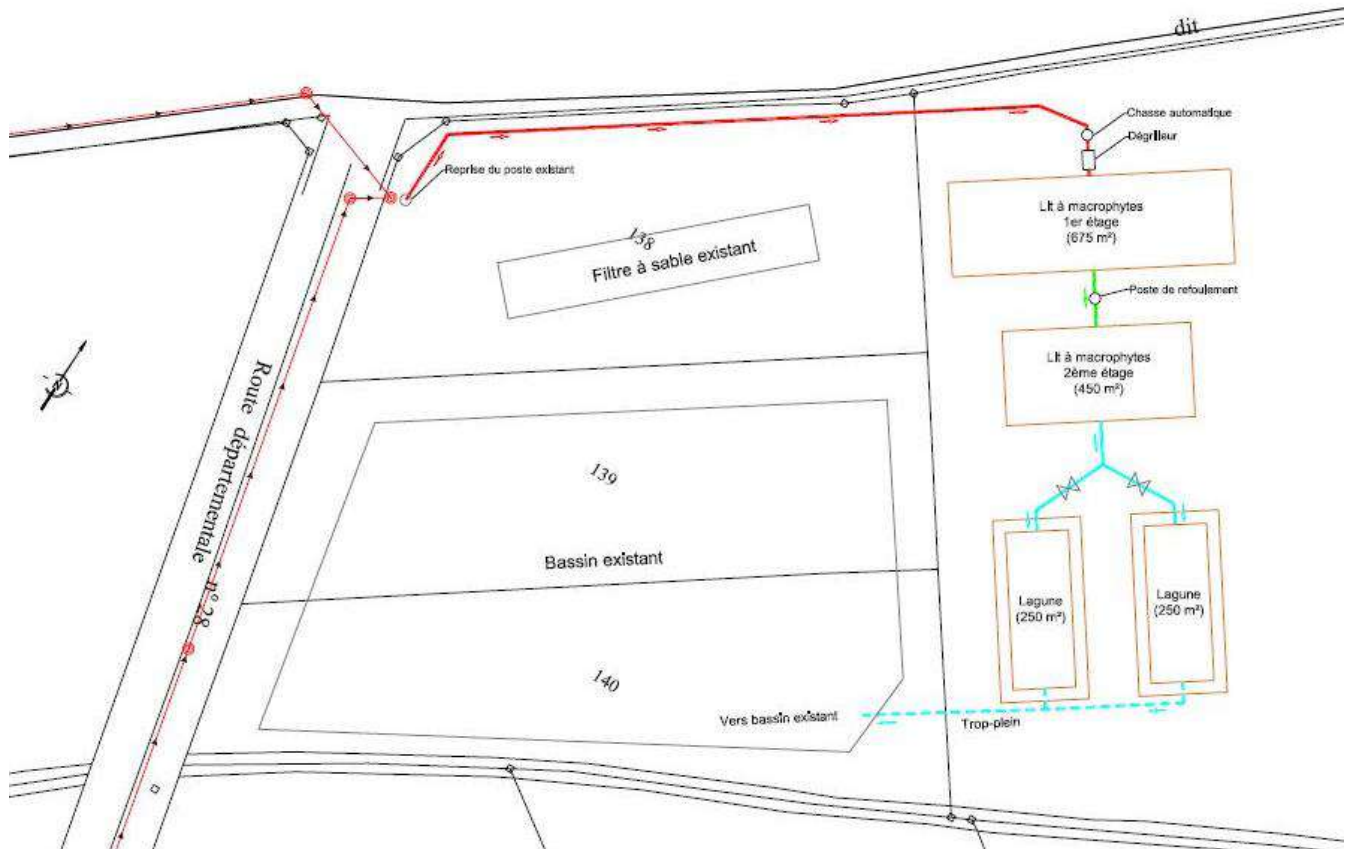 dit
Chasse automatique
Dégrilleur
Reprise du poste existant
Lit à macrophytes
1er étage
(675 m²)
138
Filtre à sable existant
Poste de refoulement
Lit à macrophytes
2ème étage
(450 m²)
Route départementale n° 28
139
Bassin existant
Lagune
(250 m²)
Lagune
(250 m²)
140
Vers bassin existant
Trop-plein